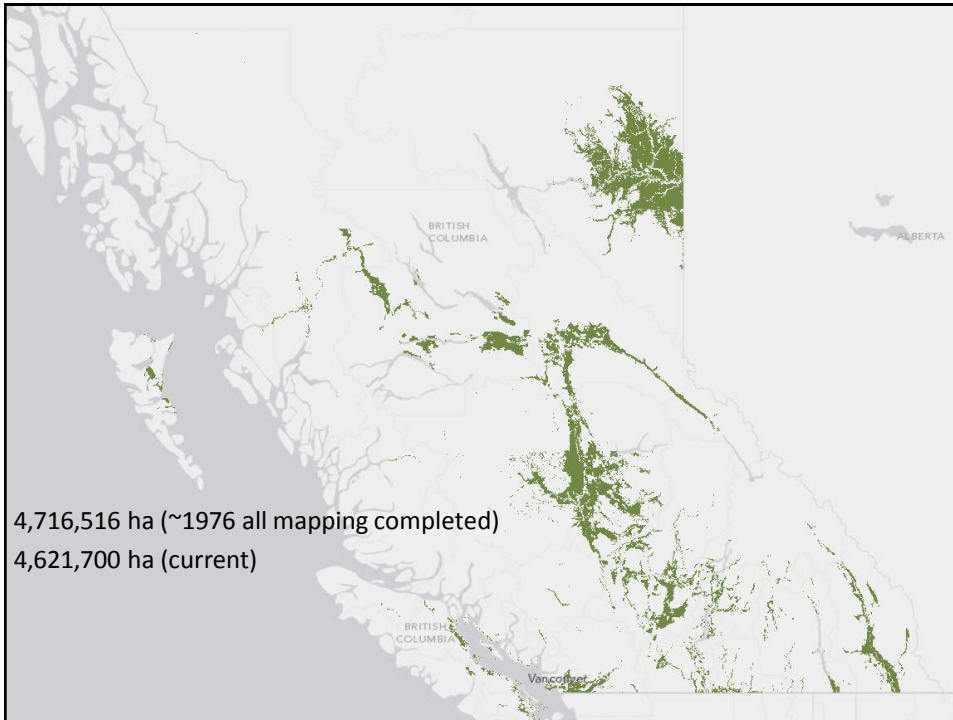 BRITISH
COLUMBIA
ALBERTA
4,716,516 ha (~1976 all mapping completed)
4,621,700 ha (current)
BRITISH
COLUMBIA
Vancouver